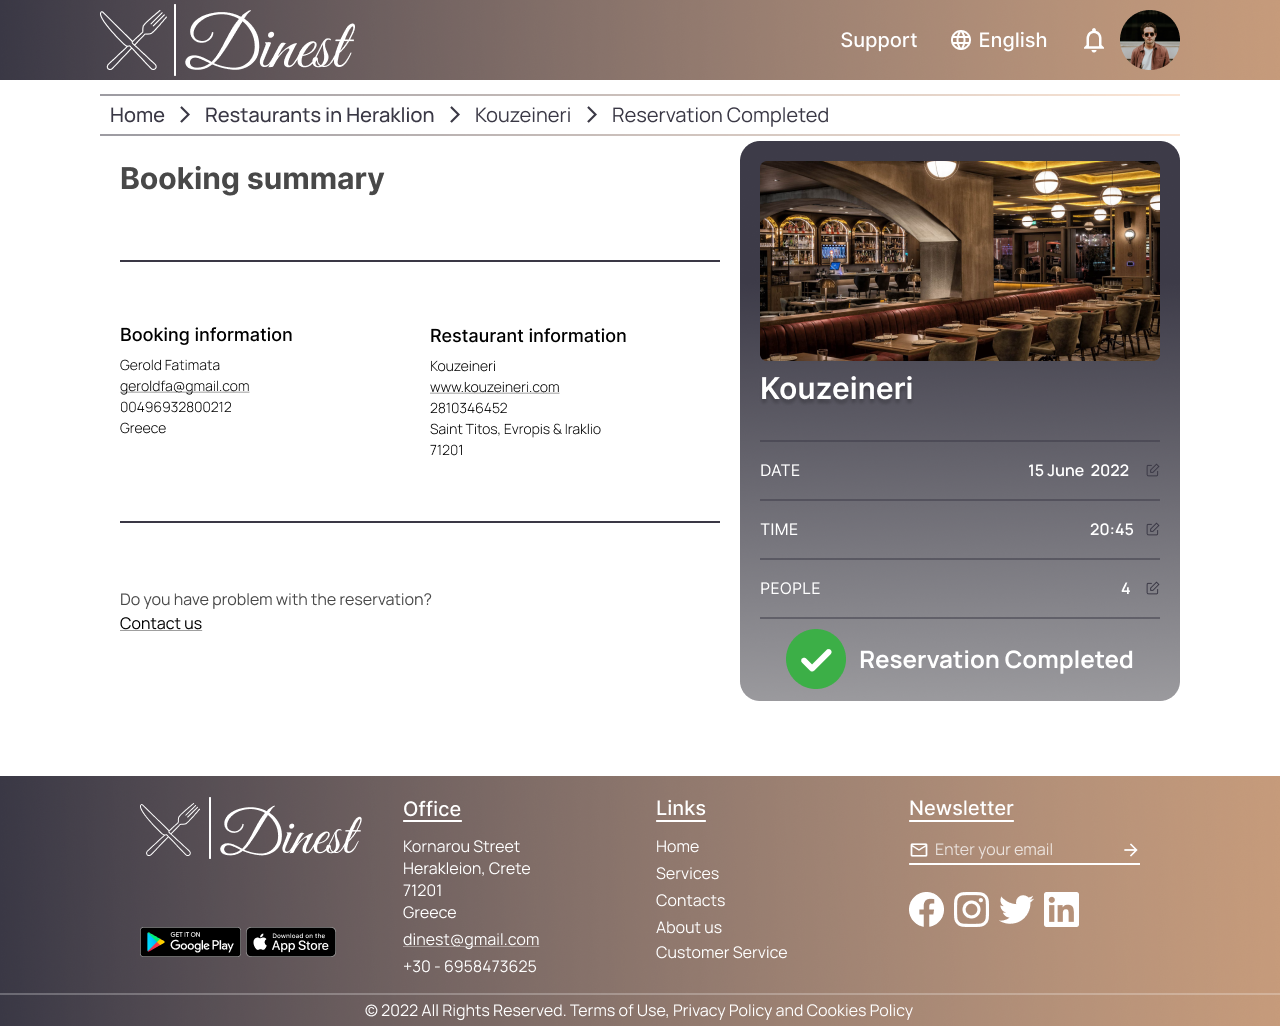 Dinest
Support
English
Home
Restaurants in Heraklion
Kouzeineri
Reservation Completed
Booking summary
Booking information
Gerold Fatimata
geroldfa@gmail.com
00496932800212
Greece
Restaurant information
Kouzeineri
www.kouzeineri.com
2810346452
Saint Titos, Evropis & Iraklio
71201
Do you have problem with the reservation?
Contact us
Kouzeineri
DATE 15 June 2022
TIME 20:45
PEOPLE 4
Reservation Completed
Dinest
GET IT ON
Google Play
Download on the
App Store
Office
Kornarou Street
Herakleion, Crete
71201
Greece
dinest@gmail.com
+30 - 6958473625
Links
Home
Services
Contacts
About us
Customer Service
Newsletter
Enter your email
© 2022 All Rights Reserved. Terms of Use, Privacy Policy and Cookies Policy